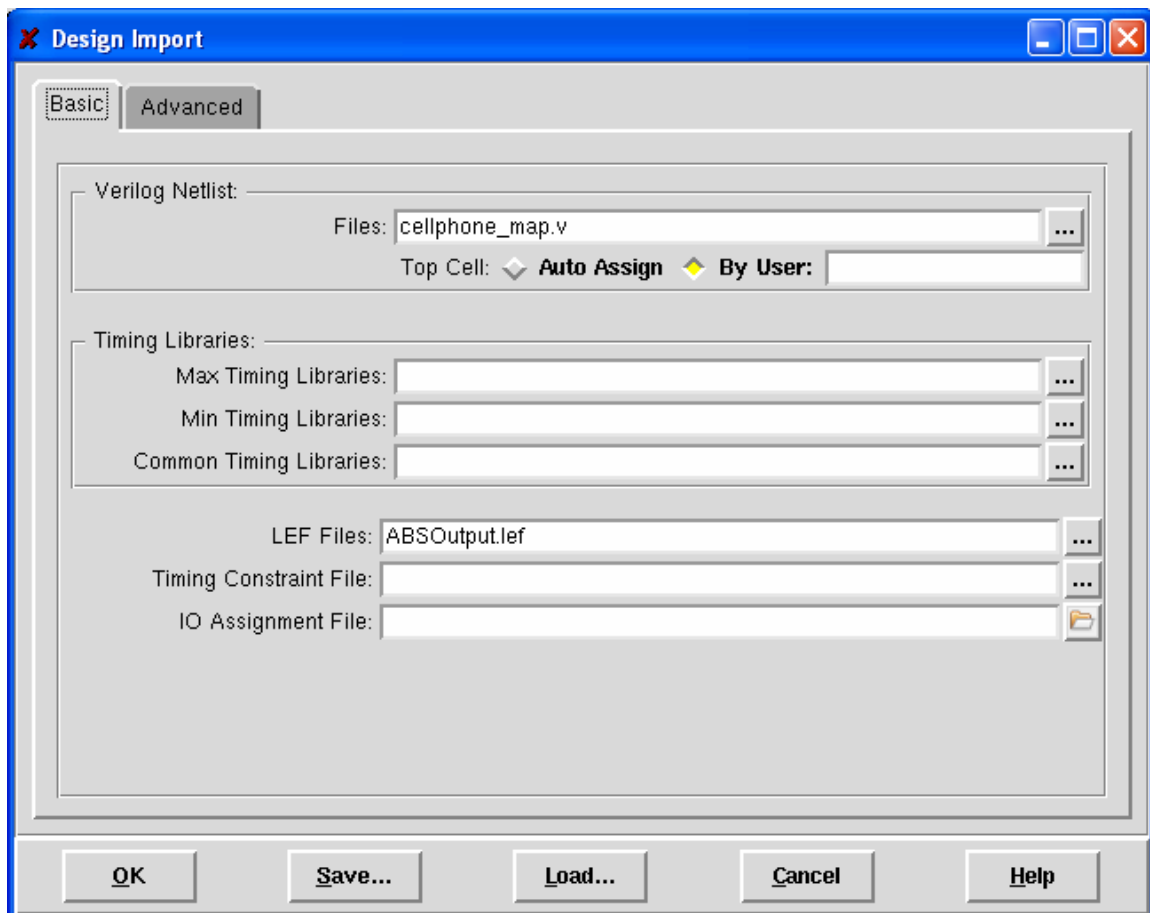 Design Import
Basic Advanced
Verilog Netlist:
Files: cellphone_map.v ...
Top Cell: Auto Assign By User:
Timing Libraries:
Max Timing Libraries: ...
Min Timing Libraries: ...
Common Timing Libraries: ...
LEF Files: ABSOutput.lef ...
Timing Constraint File: ...
IO Assignment File:
OK Save... Load... Cancel Help